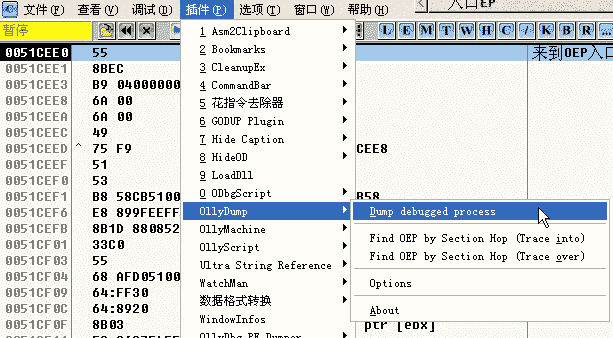 文件 查看(V) 调试(D) 插件(P) 选项(T) 窗口(W) 帮助(H) 入口EP
暂停 L E M T W H C / K B R ...
0051CEE0 55 来到OEP入口
0051CEE1 8BEC
0051CEE3 B9 04000000
0051CEE8 6A 00
0051CEEA 6A 00
0051CEEC 49
0051CEED ^ 75 F9 CEE8
0051CEEF 51
0051CEF0 53
0051CEF1 B8 58CB5100 B58
0051CEF6 E8 899FEEFF
0051CEFB 8B1D 880852
0051CF01 33C0
0051CF03 55
0051CF04 68 AFD05100
0051CF09 64:FF30
0051CF0C 64:8920
0051CF0F 8B03 ptr [ebx]
1 Asm2Clipboard
2 Bookmarks
3 CleanupEx
4 CommandBar
5 花指令去除器
6 GODUP Plugin
7 Hide Caption
8 HideOD
9 LoadDll
0 ODbgScript
OllyDump
OllyMachine
OllyScript
Ultra String Reference
WatchMan
数据格式转换
WindowInfos
OllyDbg PE Dumper
Dump debugged process
Find OEP by Section Hop (Trace into)
Find OEP by Section Hop (Trace over)
Options
About